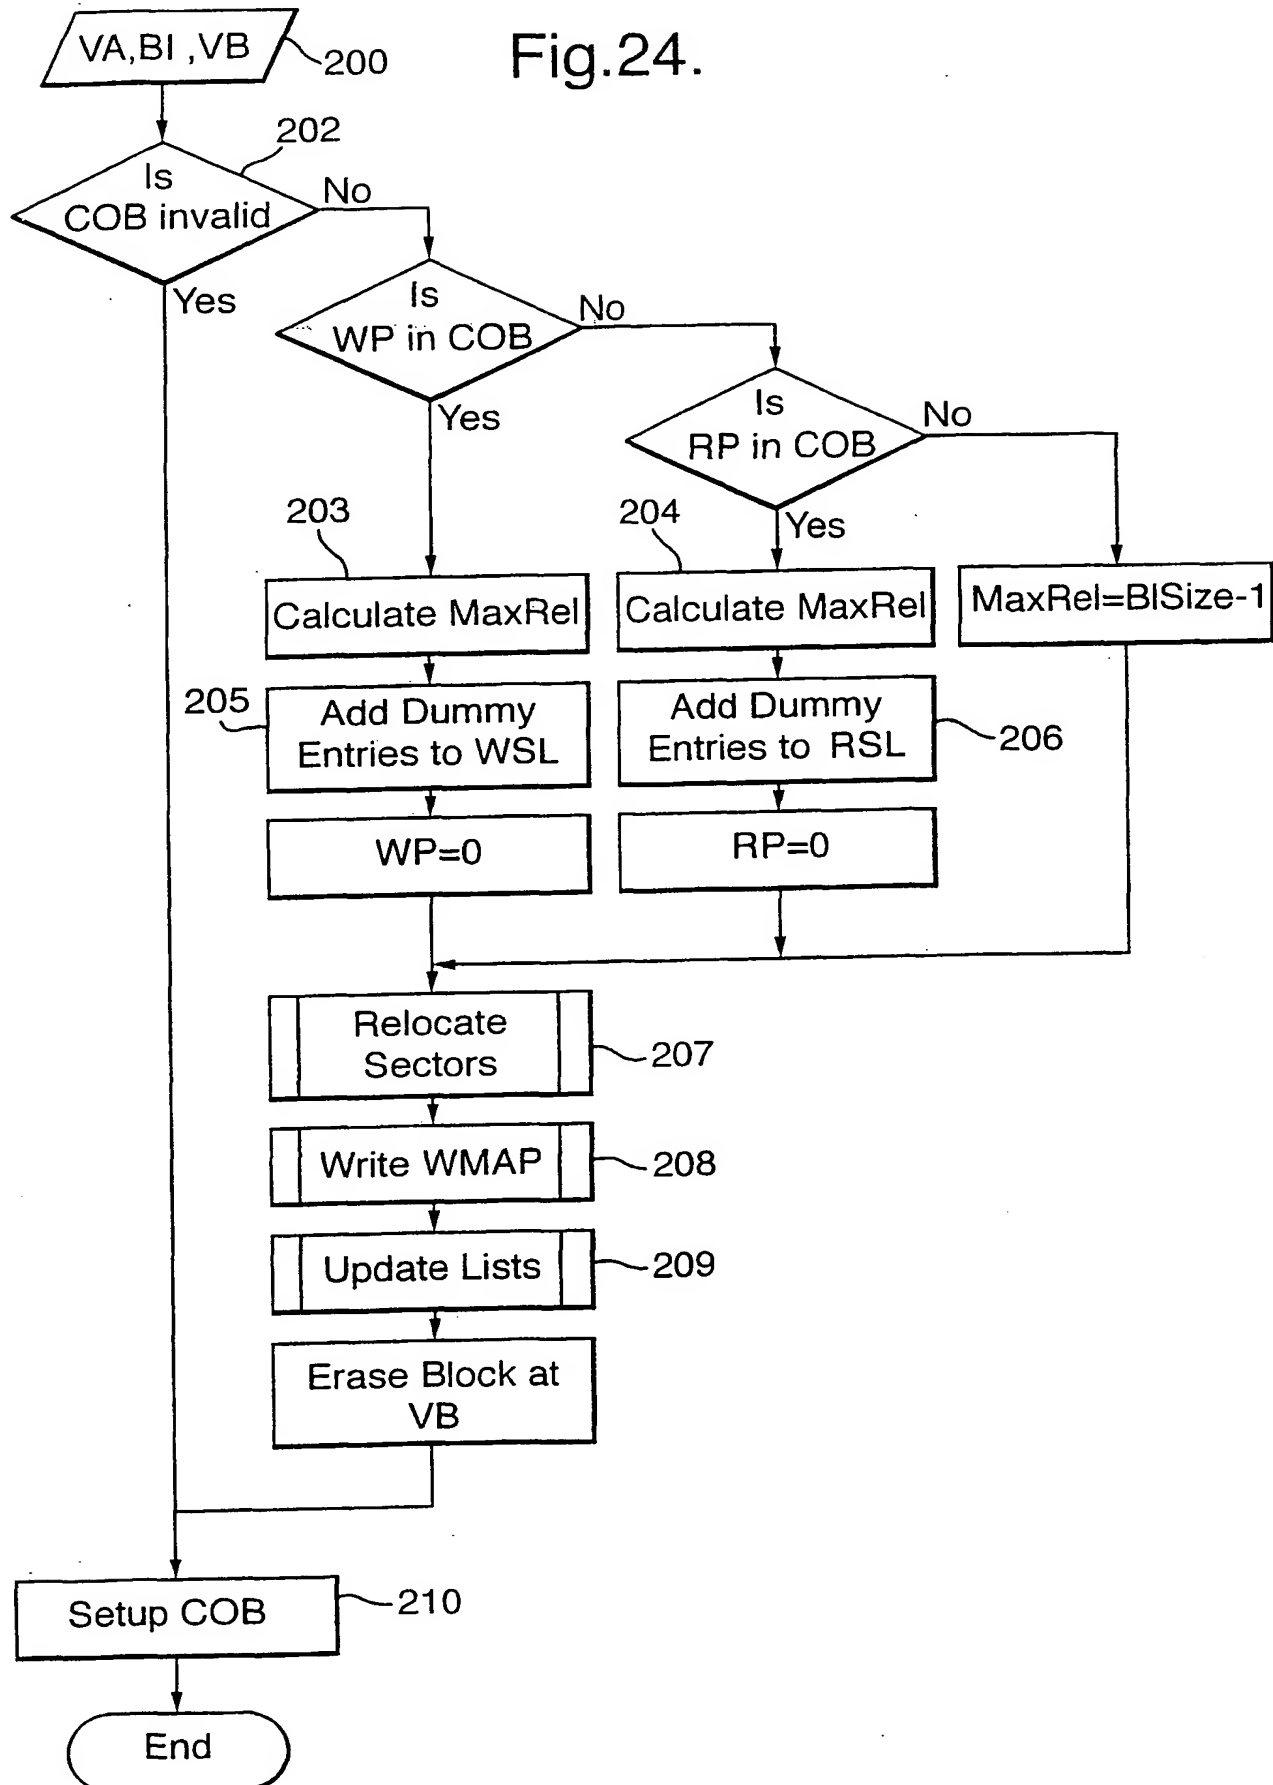 Fig.24.
VA,BI ,VB
200
202
Is
COB invalid
No
Yes
Is
WP in COB
No
Yes
Is
RP in COB
No
Yes
203
204
Calculate MaxRel
Calculate MaxRel
MaxRel=BISize-1
205
Add Dummy
Entries to WSL
Add Dummy
Entries to RSL
206
WP=0
RP=0
Relocate
Sectors
207
Write WMAP
208
Update Lists
209
Erase Block at
VB
Setup COB
210
End